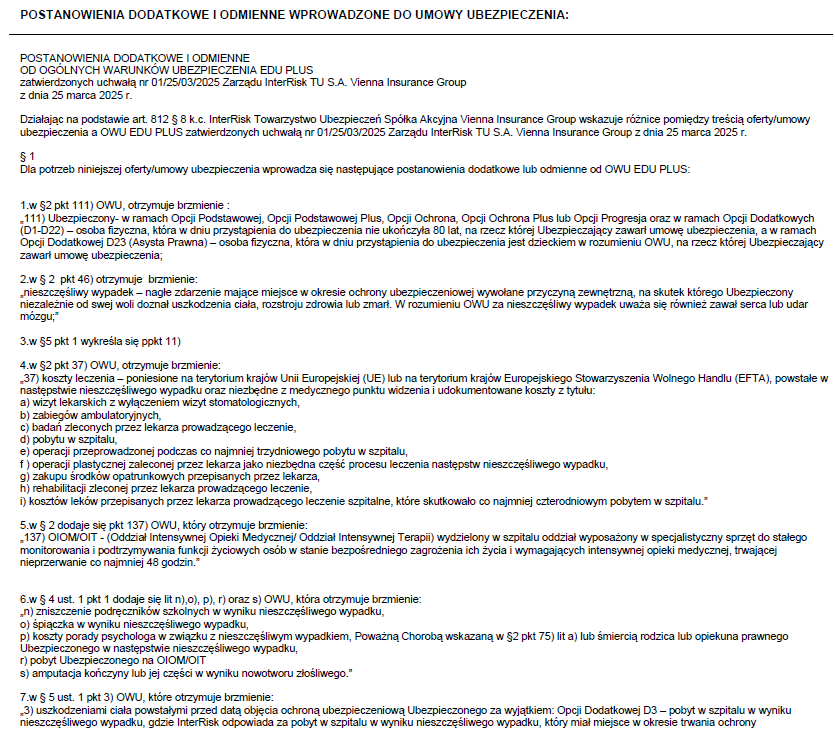 POSTANOWIENIA DODATKOWE I ODMIENNE WPROWADZONE DO UMOWY UBEZPIECZENIA:
POSTANOWIENIA DODATKOWE I ODMIENNE
OD OGÓLNYCH WARUNKÓW UBEZPIECZENIA EDU PLUS
zatwierdzonych uchwałą nr 01/25/03/2025 Zarządu InterRisk TU S.A. Vienna Insurance Group
z dnia 25 marca 2025 r.
Działając na podstawie art. 812 § 8 k.c. InterRisk Towarzystwo Ubezpieczeń Spółka Akcyjna Vienna Insurance Group wskazuje różnice pomiędzy treścią oferty/umowy
ubezpieczenia a OWU EDU PLUS zatwierdzonych uchwałą nr 01/25/03/2025 Zarządu InterRisk TU S.A. Vienna Insurance Group z dnia 25 marca 2025 r.
§ 1
Dla potrzeb niniejszej oferty/umowy ubezpieczenia wprowadza się następujące postanowienia dodatkowe lub odmienne od OWU EDU PLUS:
1.w §2 pkt 111) OWU, otrzymuje brzmienie :
„111) Ubezpieczony- w ramach Opcji Podstawowej, Opcji Podstawowej Plus, Opcji Ochrona, Opcji Ochrona Plus lub Opcji Progresja oraz w ramach Opcji Dodatkowych
(D1-D22) – osoba fizyczna, która w dniu przystąpienia do ubezpieczenia nie ukończyła 80 lat, na rzecz której Ubezpieczający zawarł umowę ubezpieczenia, a w ramach
Opcji Dodatkowej D23 (Asysta Prawna) – osoba fizyczna, która w dniu przystąpienia do ubezpieczenia jest dzieckiem w rozumieniu OWU, na rzecz której Ubezpieczający
zawarł umowę ubezpieczenia;
2.w § 2 pkt 46) otrzymuje brzmienie:
„nieszczęśliwy wypadek – nagłe zdarzenie mające miejsce w okresie ochrony ubezpieczeniowej wywołane przyczyną zewnętrzną, na skutek którego Ubezpieczony
niezależnie od swej woli doznał uszkodzenia ciała, rozstroju zdrowia lub zmarł. W rozumieniu OWU za nieszczęśliwy wypadek uważa się również zawał serca lub udar
mózgu;”
3.w §5 pkt 1 wykreśla się ppkt 11)
4.w §2 pkt 37) OWU, otrzymuje brzmienie:
„37) koszty leczenia – poniesione na terytorium krajów Unii Europejskiej (UE) lub na terytorium krajów Europejskiego Stowarzyszenia Wolnego Handlu (EFTA), powstałe w
następstwie nieszczęśliwego wypadku oraz niezbędne z medycznego punktu widzenia i udokumentowane koszty z tytułu:
a) wizyt lekarskich z wyłączeniem wizyt stomatologicznych,
b) zabiegów ambulatoryjnych,
c) badań zleconych przez lekarza prowadzącego leczenie,
d) pobytu w szpitalu,
e) operacji przeprowadzonej podczas co najmniej trzydniowego pobytu w szpitalu,
f) operacji plastycznej zaleconej przez lekarza jako niezbędna część procesu leczenia następstw nieszczęśliwego wypadku,
g) zakupu środków opatrunkowych przepisanych przez lekarza,
h) rehabilitacji zleconej przez lekarza prowadzącego leczenie,
i) kosztów leków przepisanych przez lekarza prowadzącego leczenie szpitalne, które skutkowało co najmniej czterodniowym pobytem w szpitalu.”
5.w § 2 dodaje się pkt 137) OWU, który otrzymuje brzmienie:
„137) OIOM/OIT - (Oddział Intensywnej Opieki Medycznej/ Oddział Intensywnej Terapii) wydzielony w szpitalu oddział wyposażony w specjalistyczny sprzęt do stałego
monitorowania i podtrzymywania funkcji życiowych osób w stanie bezpośredniego zagrożenia ich życia i wymagających intensywnej opieki medycznej, trwającej
nieprzerwanie co najmniej 48 godzin.”
6.w § 4 ust. 1 pkt 1 dodaje się lit n),o), p), r) oraz s) OWU, która otrzymuje brzmienie:
„n) zniszczenie podręczników szkolnych w wyniku nieszczęśliwego wypadku,
o) śpiączka w wyniku nieszczęśliwego wypadku,
p) koszty porady psychologa w związku z nieszczęśliwym wypadkiem, Poważną Chorobą wskazaną w §2 pkt 75) lit a) lub śmiercią rodzica lub opiekuna prawnego
Ubezpieczonego w następstwie nieszczęśliwego wypadku,
r) pobyt Ubezpieczonego na OIOM/OIT
s) amputacja kończyny lub jej części w wyniku nowotworu złośliwego.”
7.w § 5 ust. 1 pkt 3) OWU, które otrzymuje brzmienie:
„3) uszkodzeniami ciała powstałymi przed datą objęcia ochroną ubezpieczeniową Ubezpieczonego za wyjątkiem: Opcji Dodatkowej D3 – pobyt w szpitalu w wyniku
nieszczęśliwego wypadku, gdzie InterRisk odpowiada za pobyt w szpitalu w wyniku nieszczęśliwego wypadku, który miał miejsce w okresie trwania ochrony